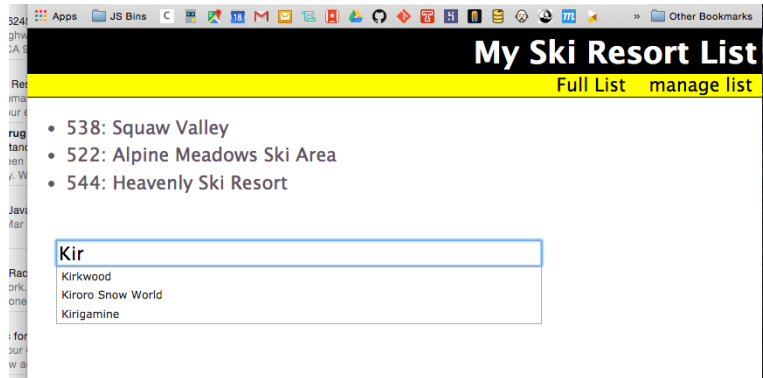 Apps JS Bins » Other Bookmarks
My Ski Resort List
Full List manage list
538: Squaw Valley
522: Alpine Meadows Ski Area
544: Heavenly Ski Resort
Kir
Kirkwood
Kiroro Snow World
Kirigamine